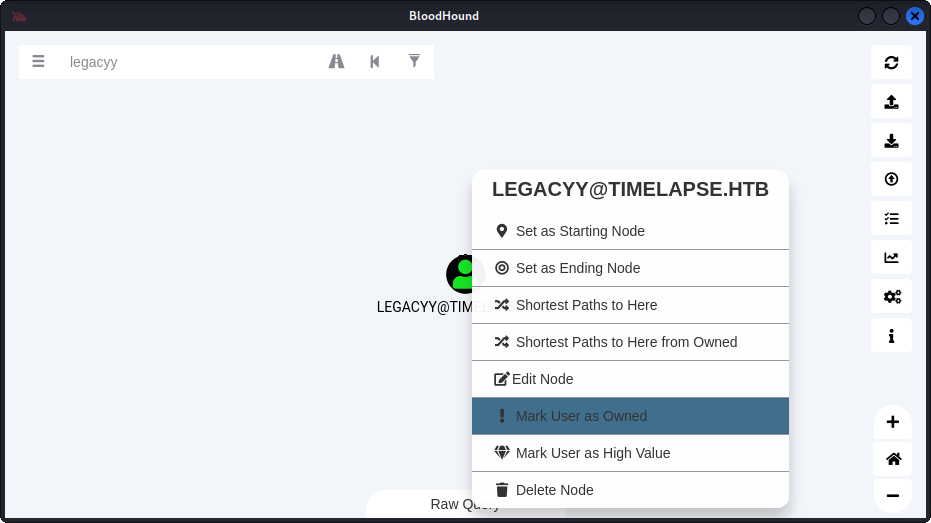 BloodHound
legacyy
LEGACYY@TIMELAPSE.HTB
Set as Starting Node
Set as Ending Node
LEGACYY@TIM
Shortest Paths to Here
Shortest Paths to Here from Owned
Edit Node
Mark User as Owned
Mark User as High Value
Delete Node
Raw Query